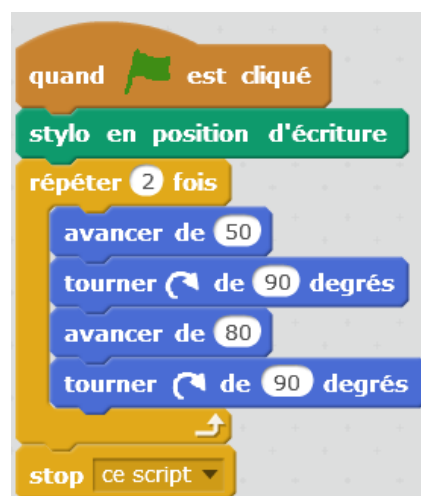 quand est cliqué
stylo en position d'écriture
répéter 2 fois
avancer de 50
tourner de 90 degrés
avancer de 80
tourner de 90 degrés
stop ce script